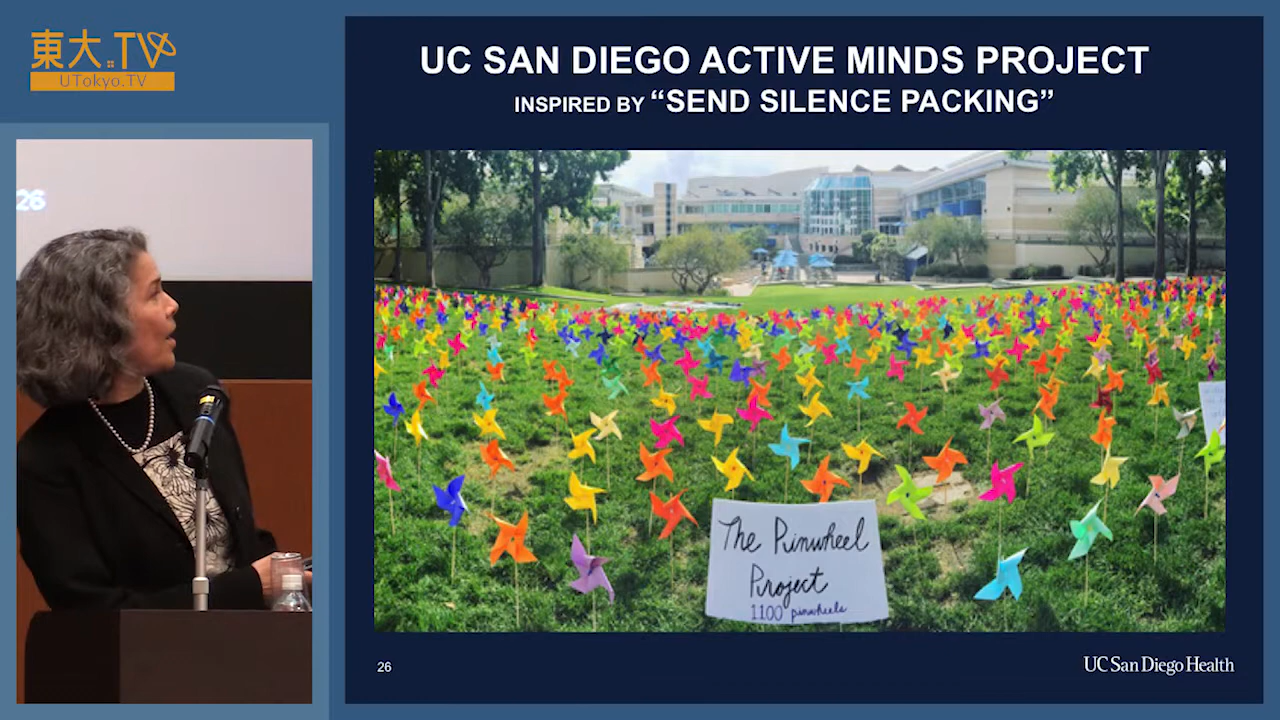 東大.TV
UTokyo.TV
26
UC SAN DIEGO ACTIVE MINDS PROJECT
INSPIRED BY “SEND SILENCE PACKING”
The Pinwheel
Project
1100 pinwheels
26
UC San Diego Health